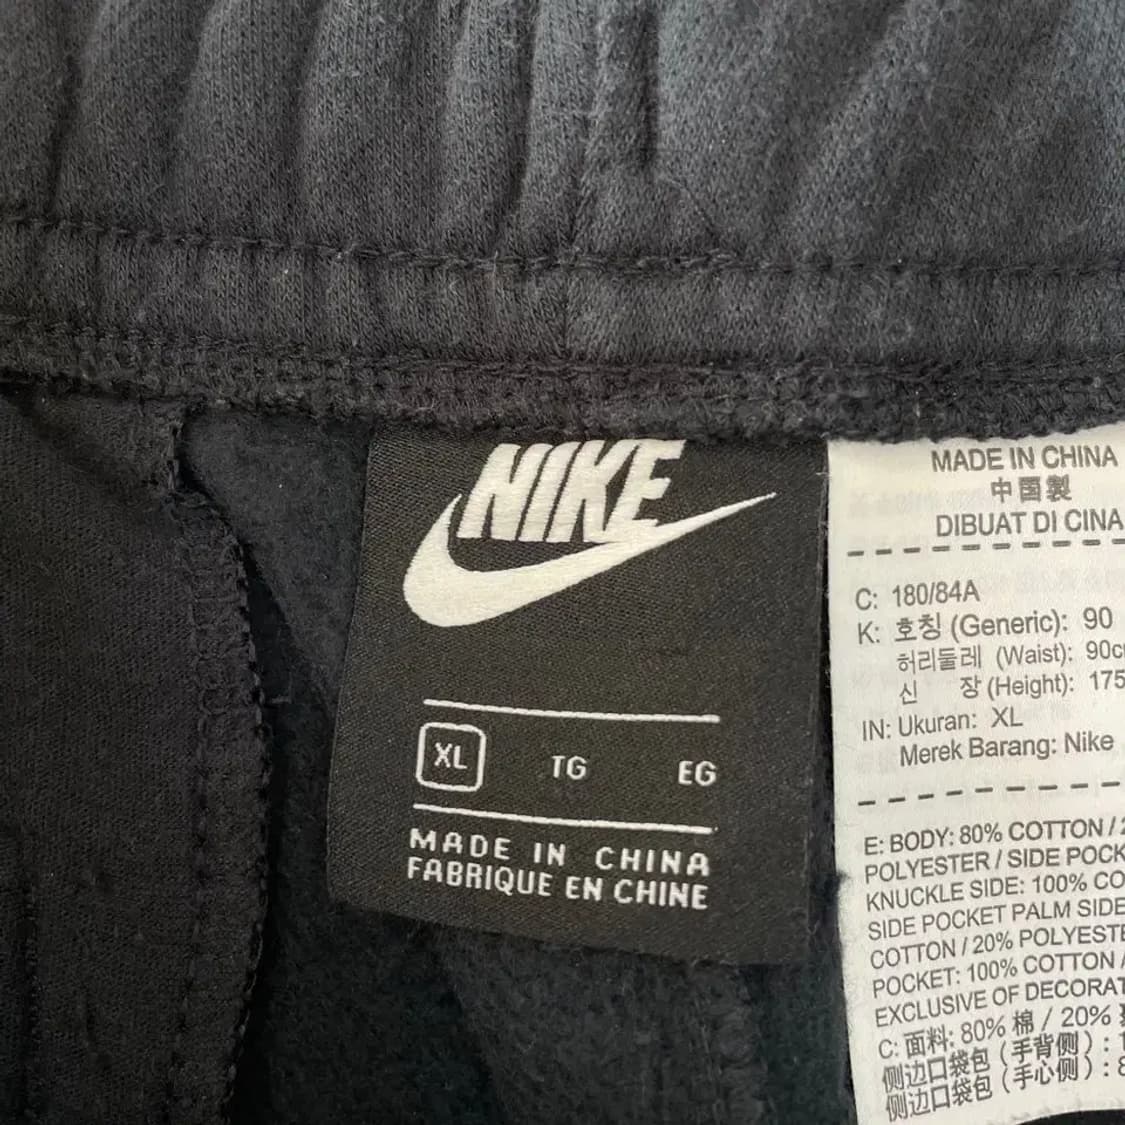 NIKE
XL TG EG
MADE IN CHINA
FABRIQUE EN CHINE
MADE IN CHINA
中国製
DIBUAT DI CINA
C: 180/84A
K: 호칭 (Generic): 90
허리둘레 (Waist): 90c
신 장 (Height): 175
IN: Ukuran: XL
Merek Barang: Nike
E: BODY: 80% COTTON / 2
POLYESTER / SIDE POCK
KNUCKLE SIDE: 100% CO
SIDE POCKET PALM SIDE
COTTON / 20% POLYESTE
POCKET: 100% COTTON /
EXCLUSIVE OF DECORAT
C: 面料: 80% 棉 / 20%
侧边口袋包 (手背侧) : 1
侧边口袋包 (手心侧) : 8